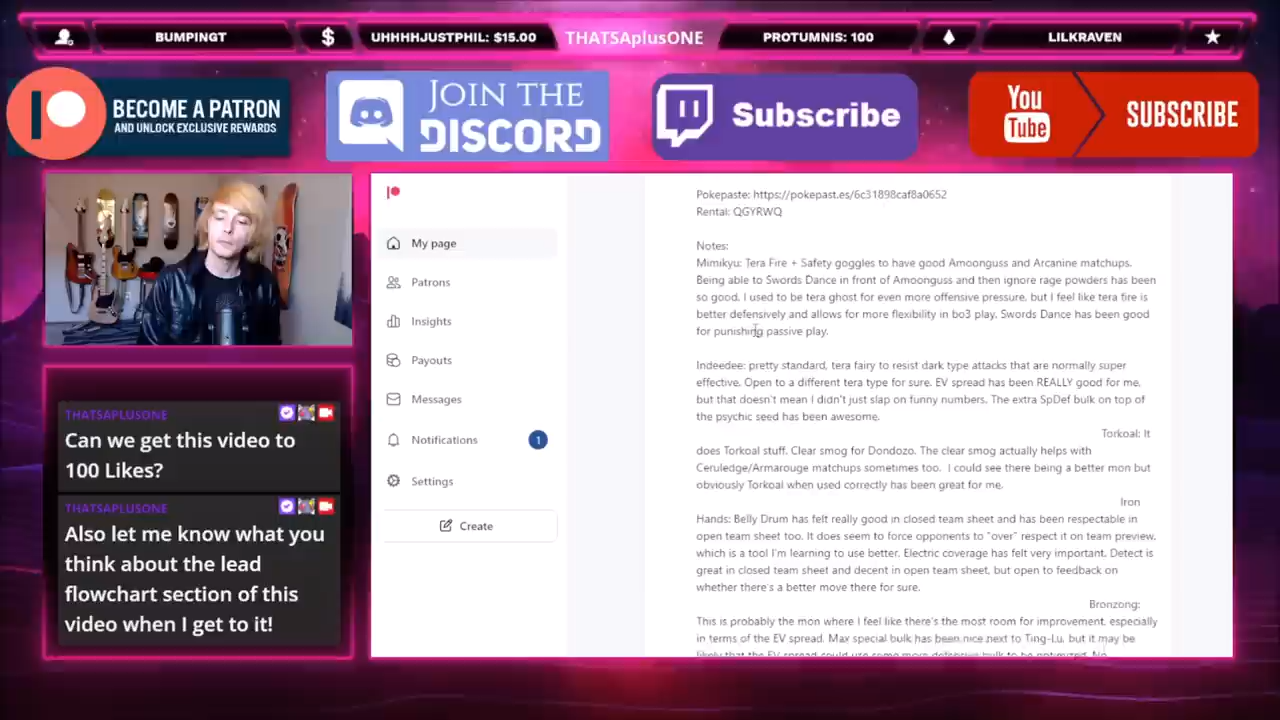 BUMPINGT
$
UHHHHJUSTPHIL: $15.00
THATSAplusONE
PROTUMNIS: 100
LILKRAVEN
BECOME A PATRON
AND UNLOCK EXCLUSIVE REWARDS
JOIN THE
DISCORD
Subscribe
You
Tube
SUBSCRIBE
THATSAPLUSONE
Can we get this video to
100 Likes?
THATSAPLUSONE
Also let me know what you
think about the lead
flowchart section of this
video when I get to it!
My page
Patrons
Insights
Payouts
Messages
Notifications
1
Settings
Create
Pokepaste: https://pokepast.es/6c31898caf8a0652
Rental: QGYRWQ
Notes:
Mimikyu: Tera Fire + Safety goggles to have good Amoonguss and Arcanine matchups.
Being able to Swords Dance in front of Amoonguss and then ignore rage powders has been
so good. I used to be tera ghost for even more offensive pressure, but I feel like tera fire is
better defensively and allows for more flexibility in bo3 play. Swords Dance has been good
for punishing passive play.
Indeedee: pretty standard, tera fairy to resist dark type attacks that are normally super
effective. Open to a different tera type for sure. EV spread has been REALLY good for me,
but that doesn't mean I didn't just slap on funny numbers. The extra SpDef bulk on top of
the psychic seed has been awesome.
Torkoal: It
does Torkoal stuff. Clear smog for Dondozo. The clear smog actually helps with
Ceruledge/Armarouge matchups sometimes too. I could see there being a better mon but
obviously Torkoal when used correctly has been great for me.
Iron
Hands: Belly Drum has felt really good in closed team sheet and has been respectable in
open team sheet too. It does seem to force opponents to "over" respect it on team preview,
which is a tool I'm learning to use better. Electric coverage has felt very important. Detect is
great in closed team sheet and decent in open team sheet, but open to feedback on
whether there's a better move there for sure.
Bronzong:
This is probably the mon where I feel like there's the most room for improvement, especially
in terms of the EV spread. Max special bulk has been nice next to Ting-Lu, but it may be
likely that the EV spread could use some more defensive bulk to be optimized. No